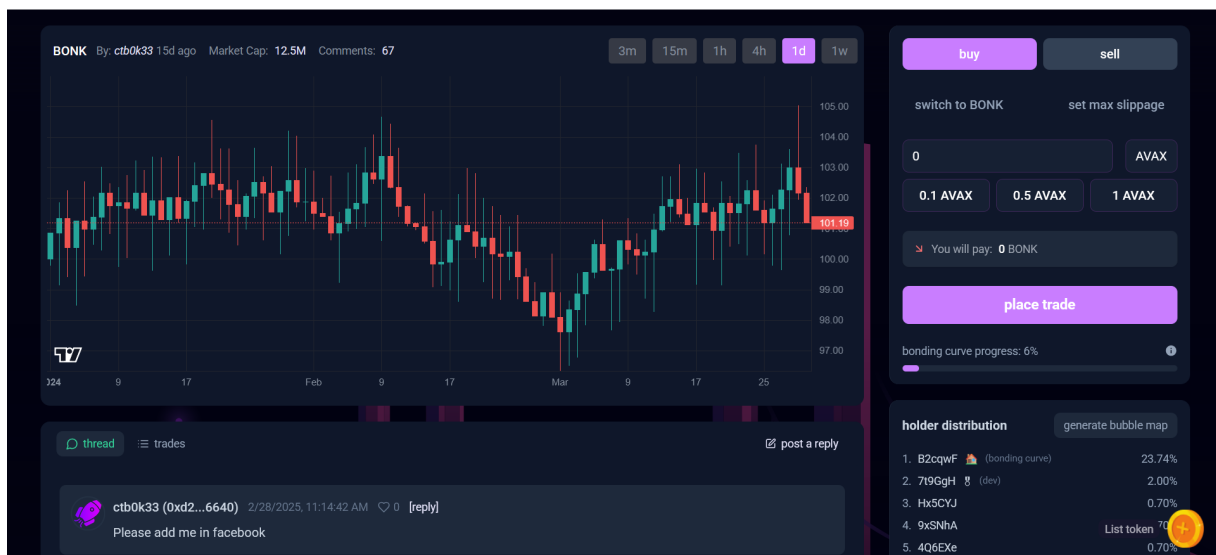 BONK By: ctb0k33 15d ago Market Cap: 12.5M Comments: 67
3m 15m 1h 4h 1d 1w
105.00
104.00
103.00
102.00
101.19
101.00
100.00
99.00
98.00
97.00
2024 9 17 Feb 9 17 Mar 9 17 25
thread trades post a reply
ctb0k33 (0xd2...6640) 2/28/2025, 11:14:42 AM 0 [reply]
Please add me in facebook
buy sell
switch to BONK set max slippage
0 AVAX
0.1 AVAX 0.5 AVAX 1 AVAX
You will pay: 0 BONK
place trade
bonding curve progress: 6%
holder distribution generate bubble map
1. B2cqwF (bonding curve) 23.74%
2. 7t9GgH (dev) 2.00%
3. Hx5CYJ 0.70%
4. 9xSNhA
List token
5. 4Q6EXe 0.70%